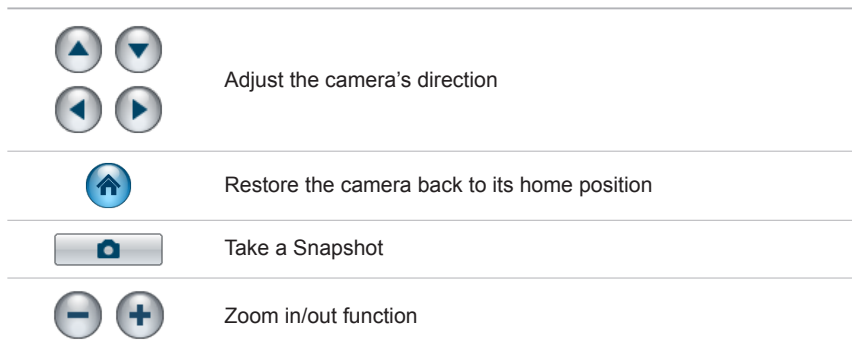 Adjust the camera’s direction
Restore the camera back to its home position
Take a Snapshot
Zoom in/out function